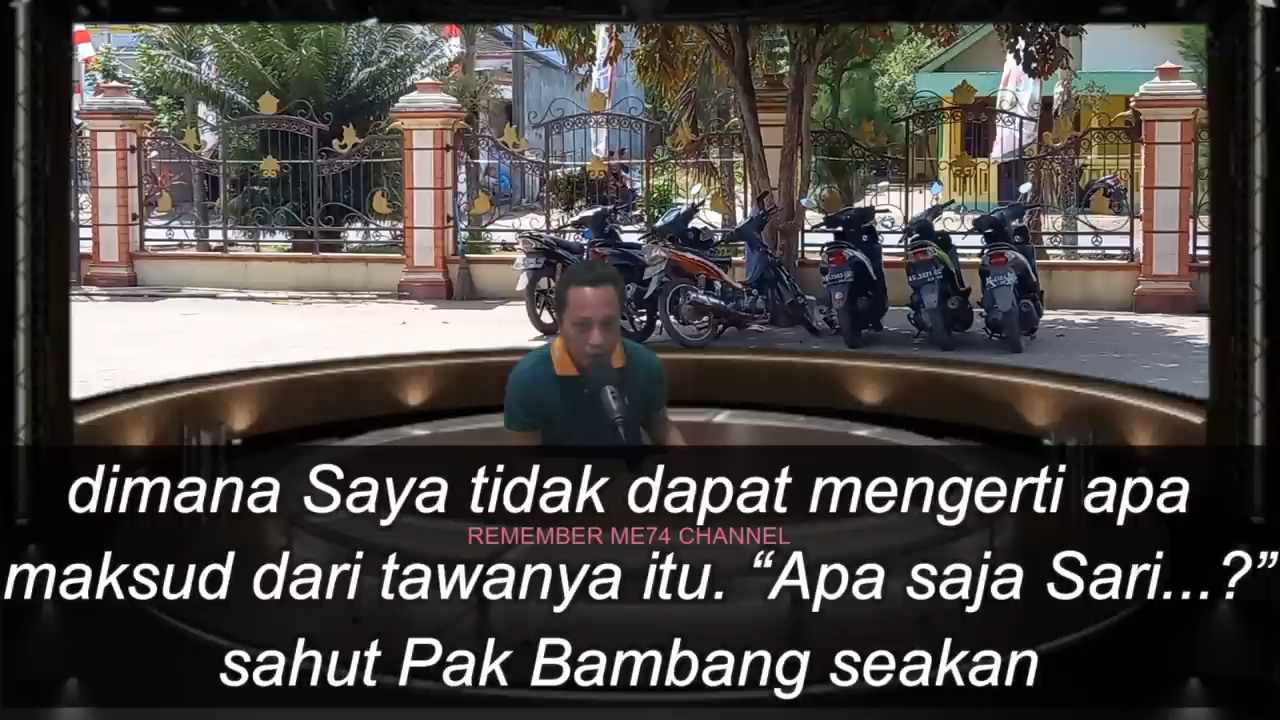 dimana Saya tidak dapat mengerti apa
REMEMBER ME74 CHANNEL
maksud dari tawanya itu. “Apa saja Sari...?”
sahut Pak Bambang seakan